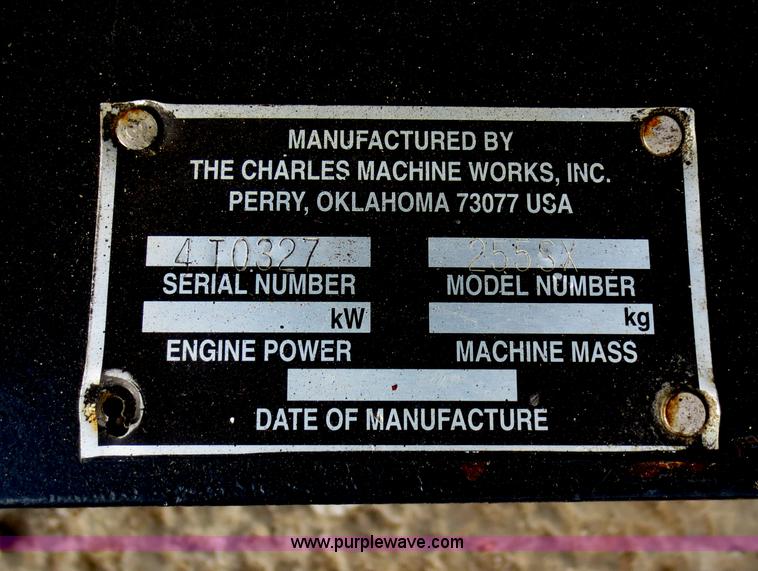 MANUFACTURED BY
THE CHARLES MACHINE WORKS, INC.
PERRY, OKLAHOMA 73077 USA
4T0327 255SX
SERIAL NUMBER MODEL NUMBER
kW kg
ENGINE POWER MACHINE MASS
DATE OF MANUFACTURE
www.purplewave.com